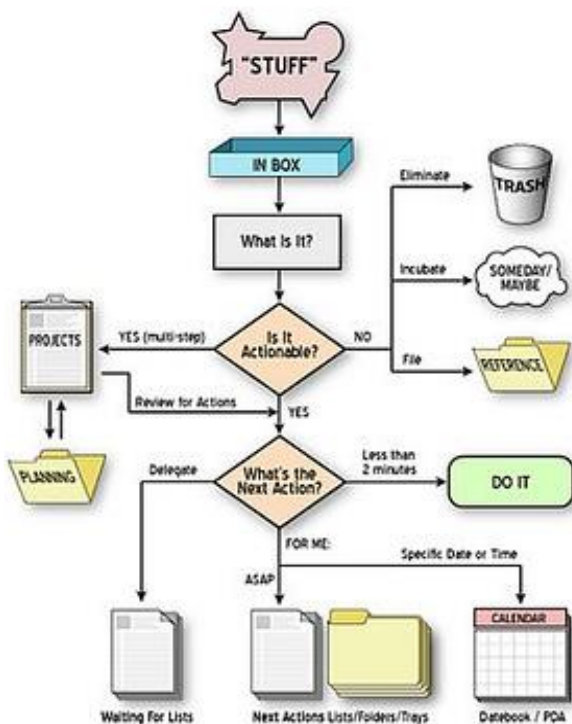 "STUFF"
IN BOX
Eliminate
TRASH
What Is It?
Incubate
SOMEDAY/
MAYBE
PROJECTS
YES (multi-step)
Is It
Actionable?
NO
File
REFERENCE
Review for Actions
YES
PLANNING
Delegate
What's the
Next Action?
Less than
2 minutes
DO IT
FOR ME:
Specific Date or Time
ASAP
CALENDAR
Waiting For Lists
Next Actions Lists/Folders/Trays
Datebook / PDA